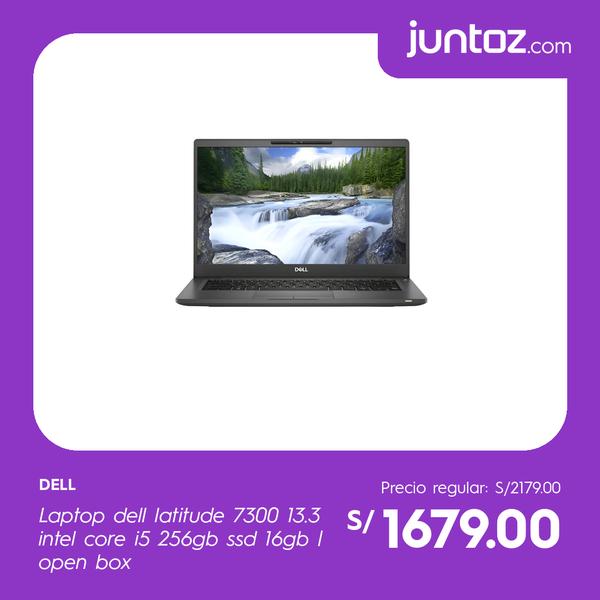 juntoz.com
DELL
DELL
Laptop dell latitude 7300 13.3
intel core i5 256gb ssd 16gb |
open box
Precio regular: S/2179.00
S/ 1679.00